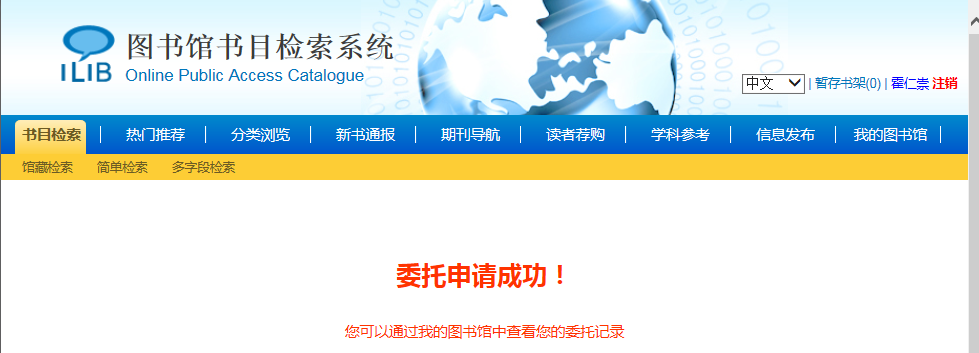 图书馆书目检索系统
ILIB
Online Public Access Catalogue
中文 | 暂存书架(0) | 霍仁崇 注销
书目检索 | 热门推荐 | 分类浏览 | 新书通报 | 期刊导航 | 读者荐购 | 学科参考 | 信息发布 | 我的图书馆 |
馆藏检索 简单检索 多字段检索
委托申请成功！
您可以通过我的图书馆中查看您的委托记录